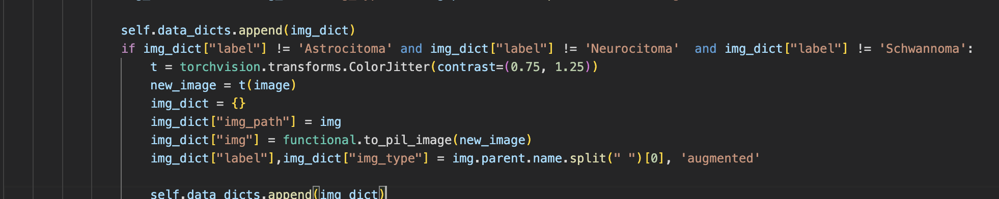 self.data_dicts.append(img_dict)
if img_dict["label"] != 'Astrocitoma' and img_dict["label"] != 'Neurocitoma'  and img_dict["label"] != 'Schwannoma':
t = torchvision.transforms.ColorJitter(contrast=(0.75, 1.25))
new_image = t(image)
img_dict = {}
img_dict["img_path"] = img
img_dict["img"] = functional.to_pil_image(new_image)
img_dict["label"],img_dict["img_type"] = img.parent.name.split(" ")[0], 'augmented'
self.data_dicts.append(img_dict)